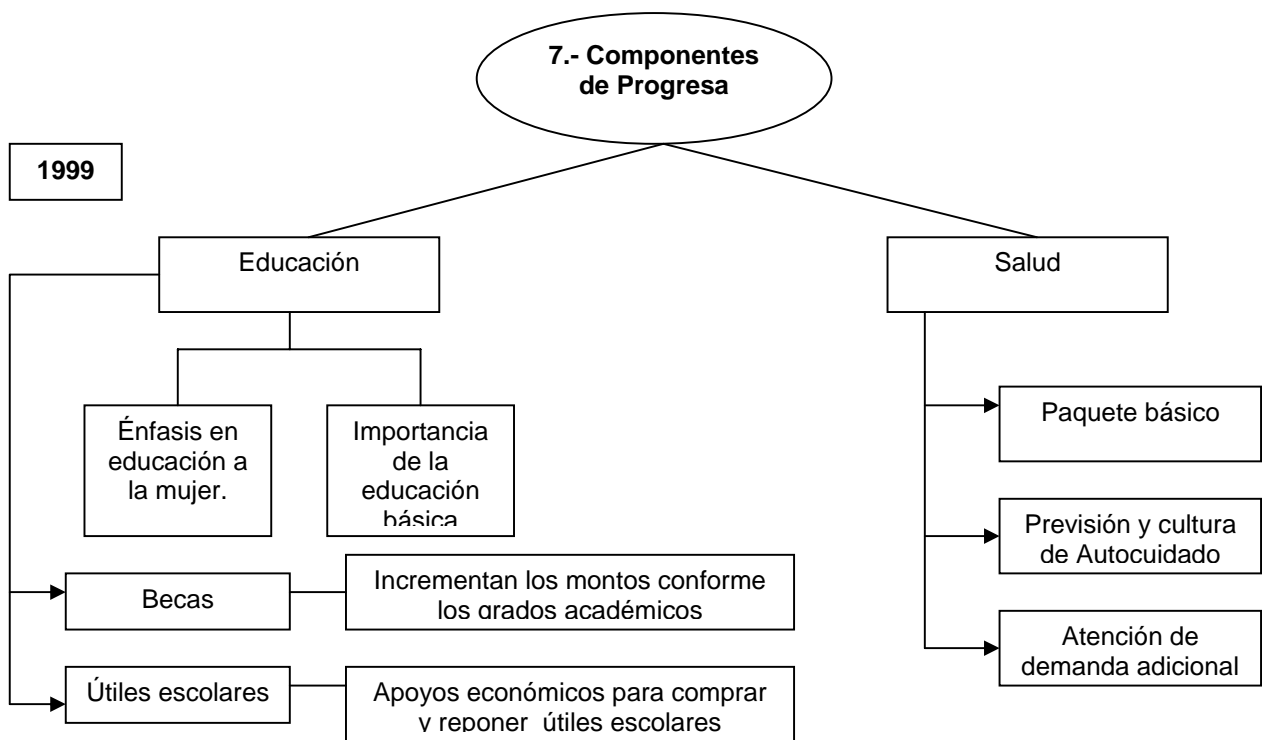 7.- Componentes
de Progresa
1999
Educación
Salud
Énfasis en
educación a
la mujer.
Importancia
de la
educación
básica
Paquete básico
Previsión y cultura
de Autocuidado
Becas
Incrementan los montos conforme
los grados académicos
Atención de
demanda adicional
Útiles escolares
Apoyos económicos para comprar
y reponer útiles escolares